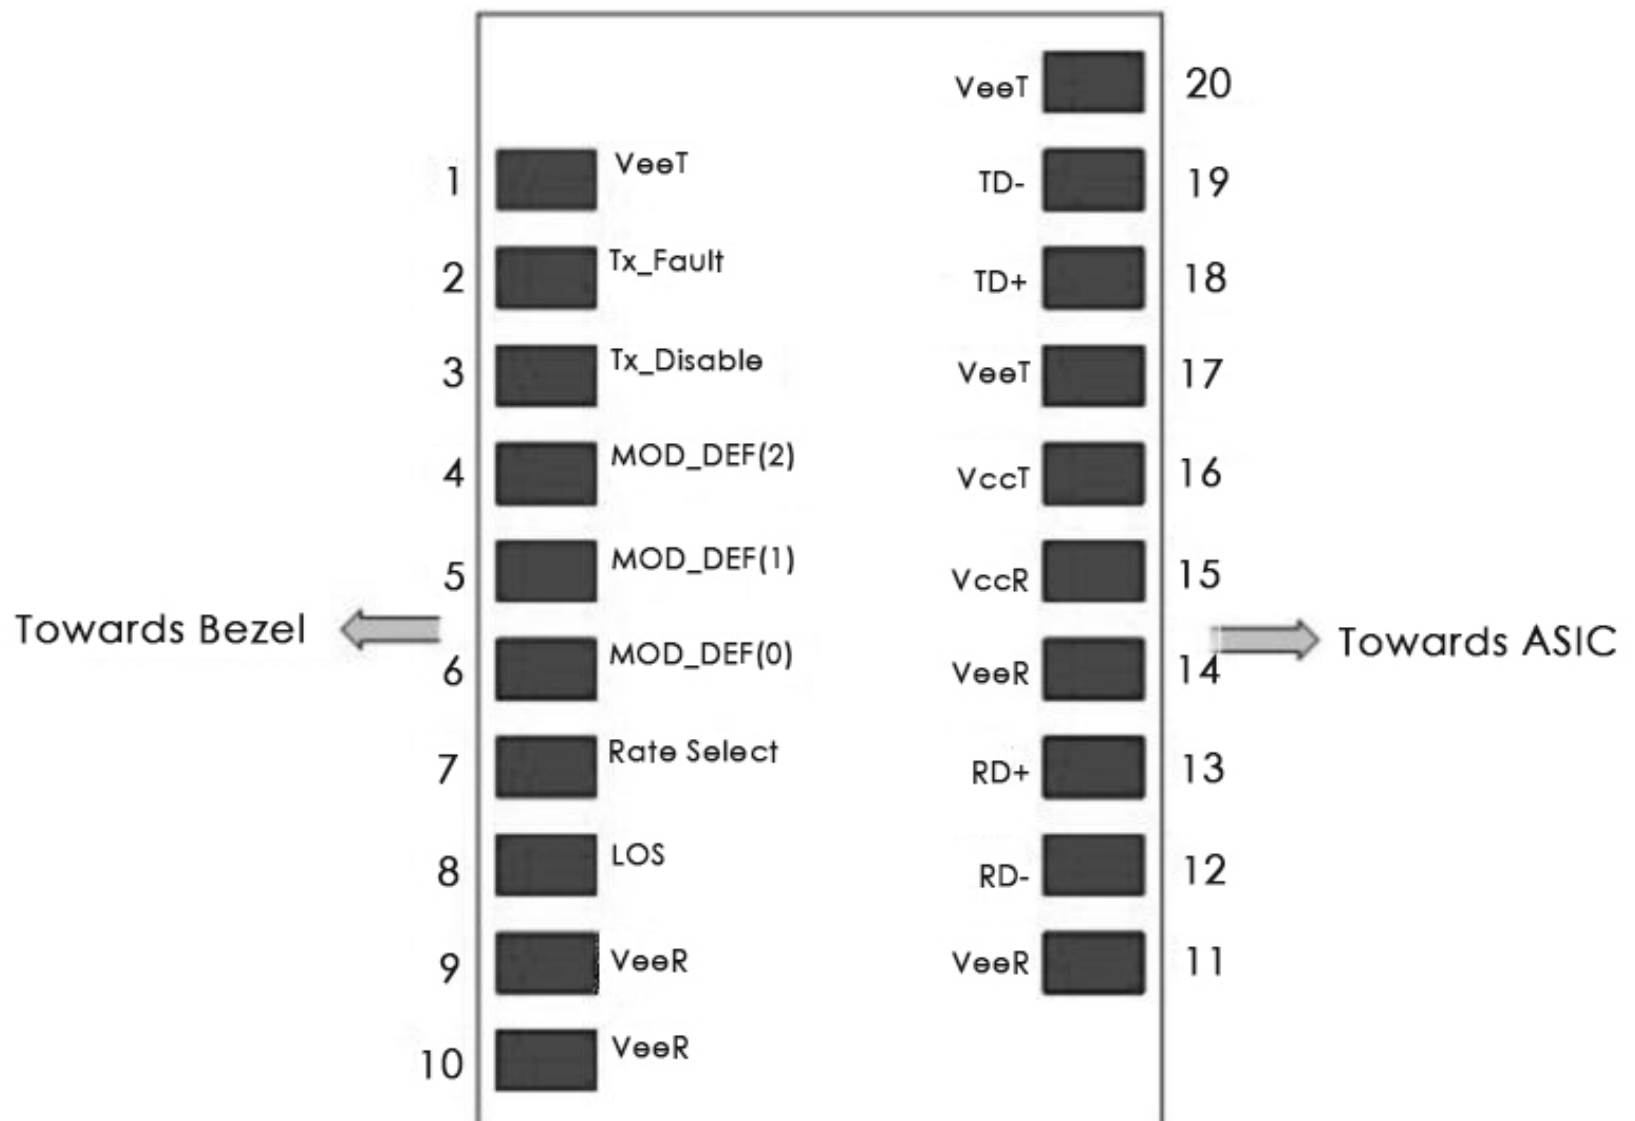 VeeT 20
1 VeeT TD- 19
2 Tx_Fault TD+ 18
3 Tx_Disable VeeT 17
4 MOD_DEF(2) VccT 16
5 MOD_DEF(1) VccR 15
Towards Bezel Towards ASIC
6 MOD_DEF(0) VeeR 14
7 Rate Select RD+ 13
8 LOS RD- 12
9 VeeR VeeR 11
10 VeeR